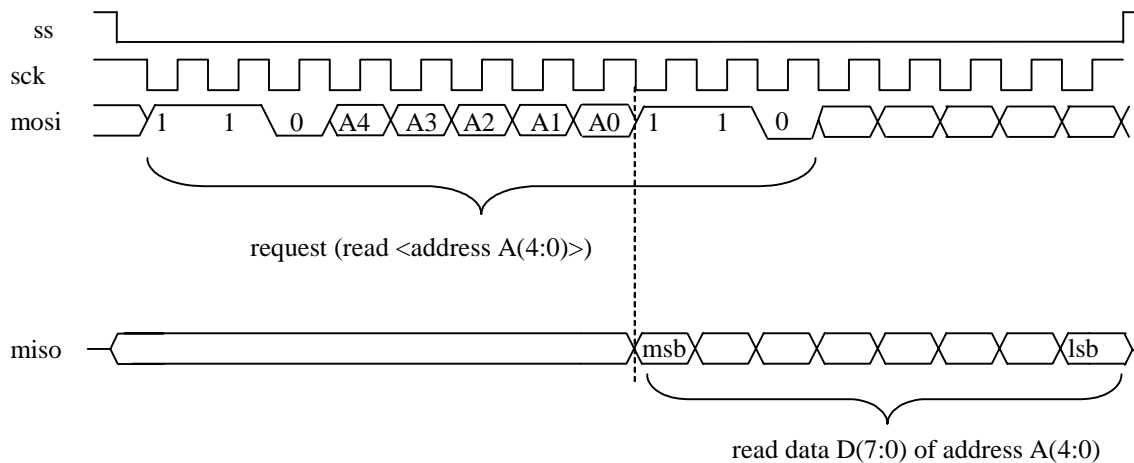 ss
sck
mosi 1 1 0 A4 A3 A2 A1 A0 1 1 0
request (read <address A(4:0)>)
miso msb lsb
read data D(7:0) of address A(4:0)